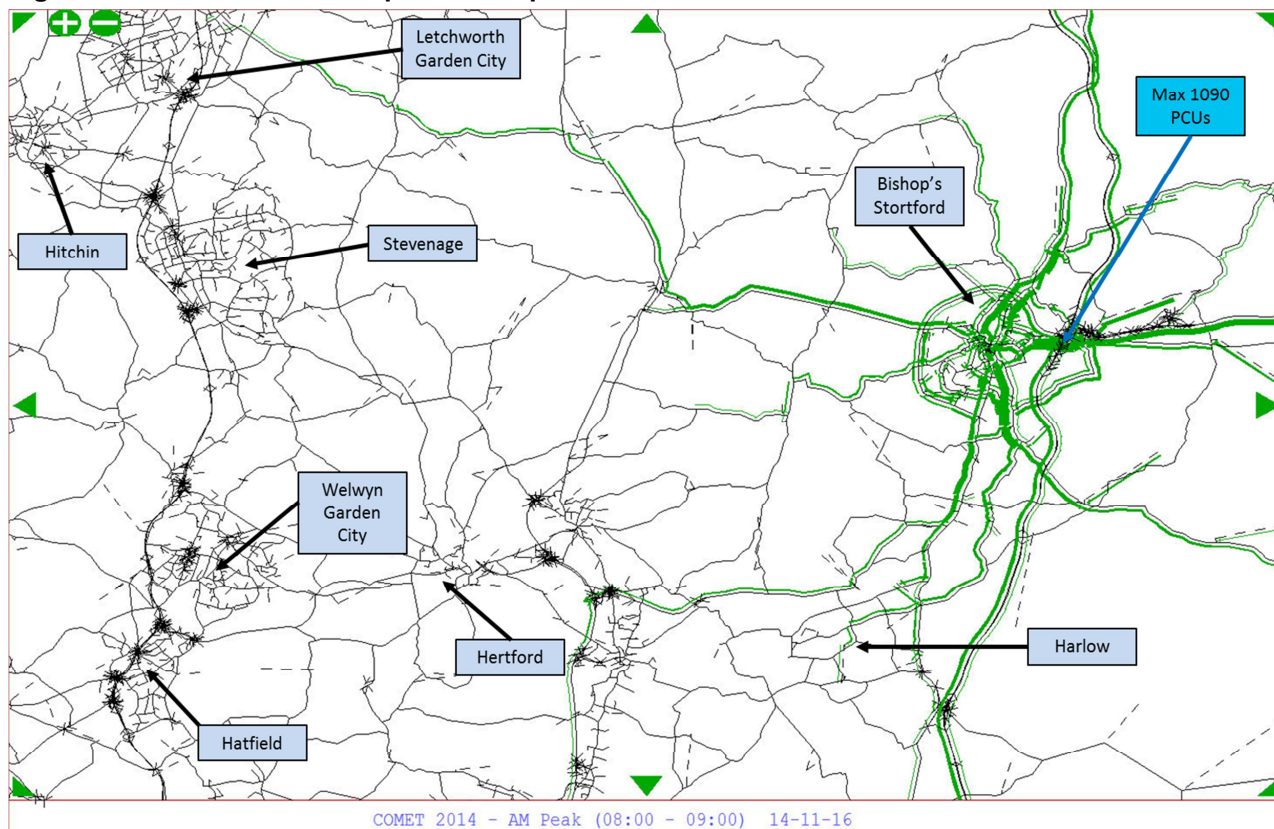 Letchworth
Garden City
Max 1090
PCUs
Bishop's
Stortford
Hitchin
Stevenage
Welwyn
Garden
City
Hertford
Harlow
Hatfield
COMET 2014 - AM Peak (08:00 - 09:00) 14-11-16